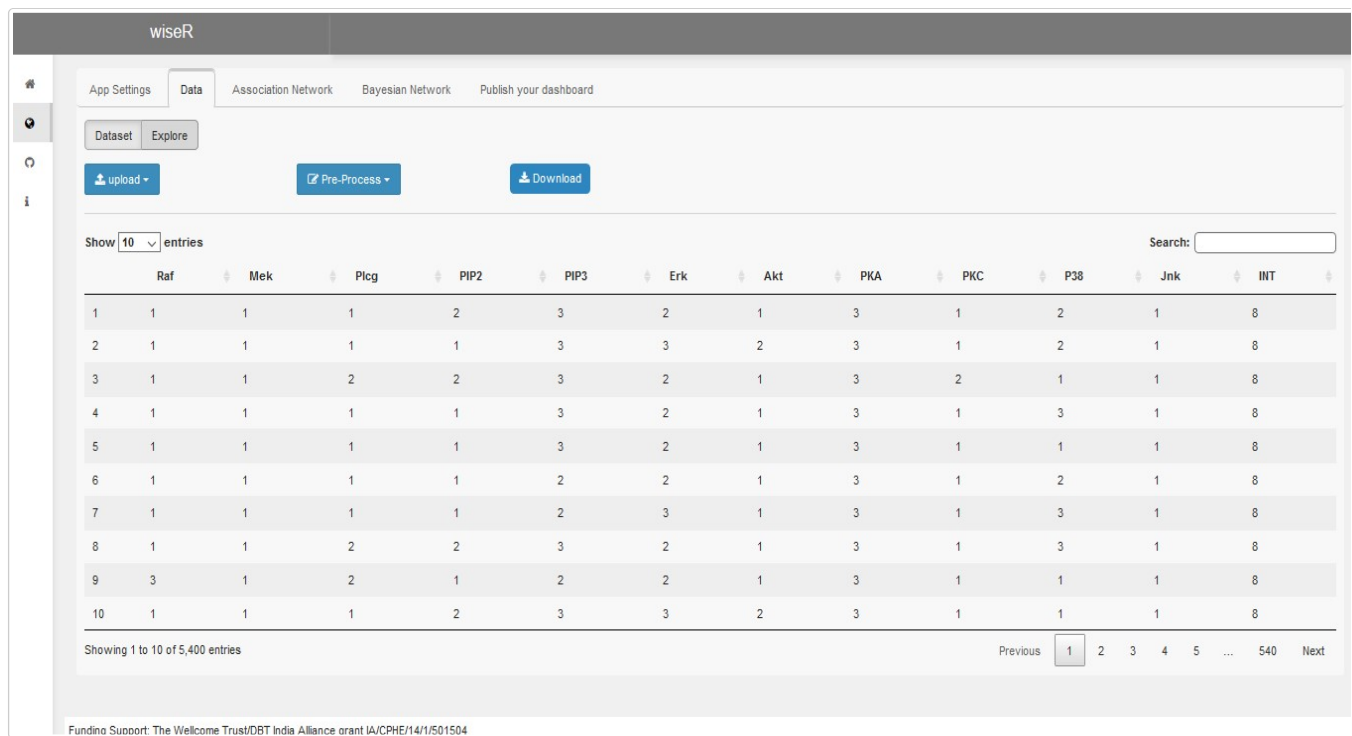 wiseR
App Settings Data Association Network Bayesian Network Publish your dashboard
Dataset Explore
upload Pre-Process Download
Show 10 entries Search:
Raf Mek Plcg PIP2 PIP3 Erk Akt PKA PKC P38 Jnk INT
1 1 1 1 2 3 2 1 3 1 2 1 8
2 1 1 1 1 3 3 2 3 1 2 1 8
3 1 1 2 2 3 2 1 3 2 1 1 8
4 1 1 1 1 3 2 1 3 1 3 1 8
5 1 1 1 1 3 2 1 3 1 1 1 8
6 1 1 1 1 2 2 1 3 1 2 1 8
7 1 1 1 1 2 3 1 3 1 3 1 8
8 1 1 2 2 3 2 1 3 1 3 1 8
9 3 1 2 1 2 2 1 3 1 1 1 8
10 1 1 1 2 3 3 2 3 1 1 1 8
Showing 1 to 10 of 5,400 entries Previous 1 2 3 4 5 ... 540 Next
Funding Support: The Wellcome Trust/DBT India Alliance grant IA/CPHE/14/1/501504